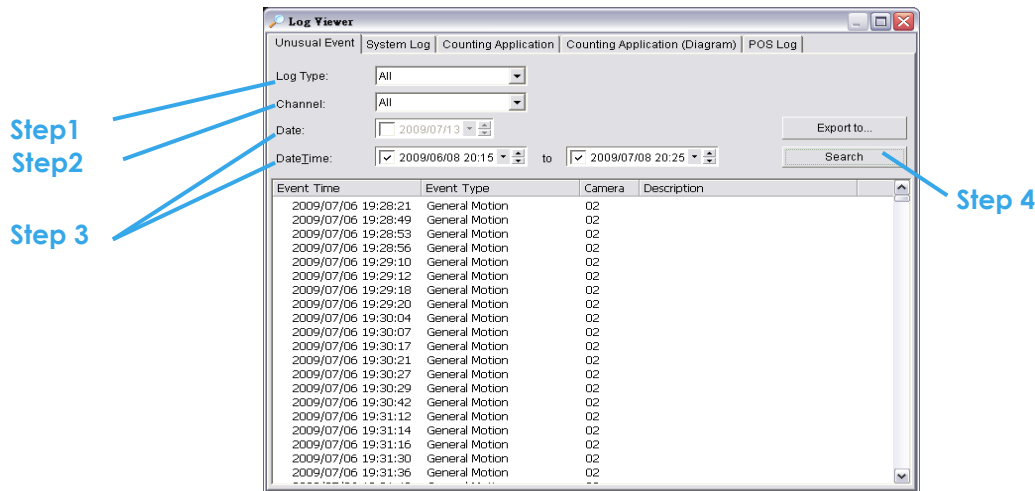 Log Viewer
Unusual Event System Log Counting Application Counting Application (Diagram) POS Log
Log Type: All
Channel: All
Step1
Date: 2009/07/13 Export to...
Step2
DateTime: 2009/06/08 20:15 to 2009/07/08 20:25 Search
Event Time Event Type Camera Description
Step 4
2009/07/06 19:28:21 General Motion 02
2009/07/06 19:28:49 General Motion 02
Step 3
2009/07/06 19:28:53 General Motion 02
2009/07/06 19:28:56 General Motion 02
2009/07/06 19:29:10 General Motion 02
2009/07/06 19:29:12 General Motion 02
2009/07/06 19:29:18 General Motion 02
2009/07/06 19:29:20 General Motion 02
2009/07/06 19:30:04 General Motion 02
2009/07/06 19:30:07 General Motion 02
2009/07/06 19:30:17 General Motion 02
2009/07/06 19:30:21 General Motion 02
2009/07/06 19:30:27 General Motion 02
2009/07/06 19:30:29 General Motion 02
2009/07/06 19:30:42 General Motion 02
2009/07/06 19:31:12 General Motion 02
2009/07/06 19:31:14 General Motion 02
2009/07/06 19:31:16 General Motion 02
2009/07/06 19:31:30 General Motion 02
2009/07/06 19:31:36 General Motion 02